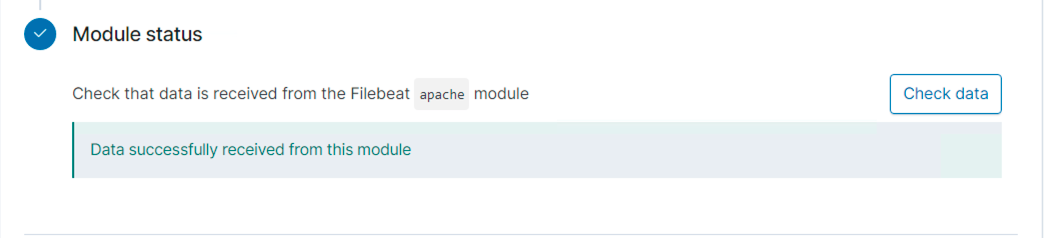 Module status
Check that data is received from the Filebeat apache module
Check data
Data successfully received from this module